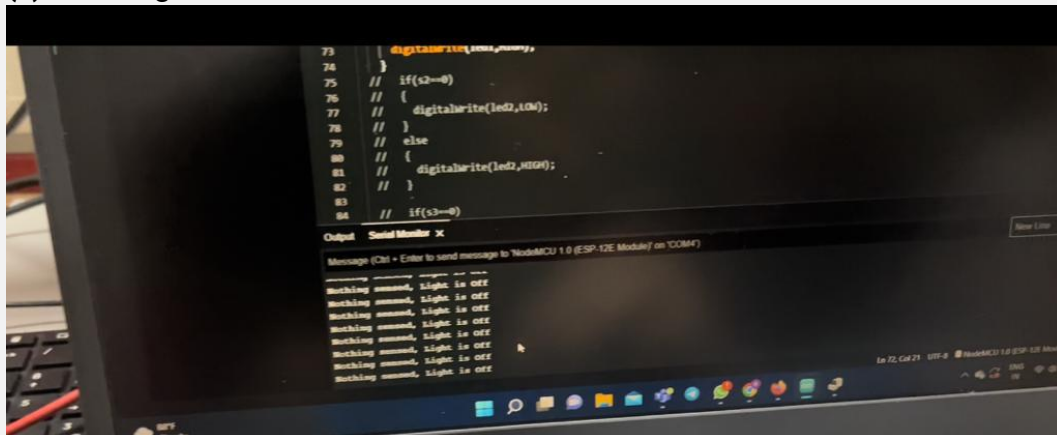 73 digitalWrite(led1,HIGH);
74 }
75 // if(s2==0)
76 // {
77 // digitalWrite(led2,LOW);
78 // }
79 // else
80 // {
81 // digitalWrite(led2,HIGH);
82 // }
83
84 // if(s3==0)
Output Serial Monitor ×
New Line
Message (Ctrl + Enter to send message to 'NodeMCU 1.0 (ESP-12E Module)' on 'COM4')
Nothing sensed, Light is Off
Nothing sensed, Light is Off
Nothing sensed, Light is Off
Nothing sensed, Light is Off
Nothing sensed, Light is Off
Nothing sensed, Light is Off
Nothing sensed, Light is Off
Nothing sensed, Light is Off
Ln 72, Col 21 UTF-8 NodeMCU 1.0 (ESP-12E
ENG
IN